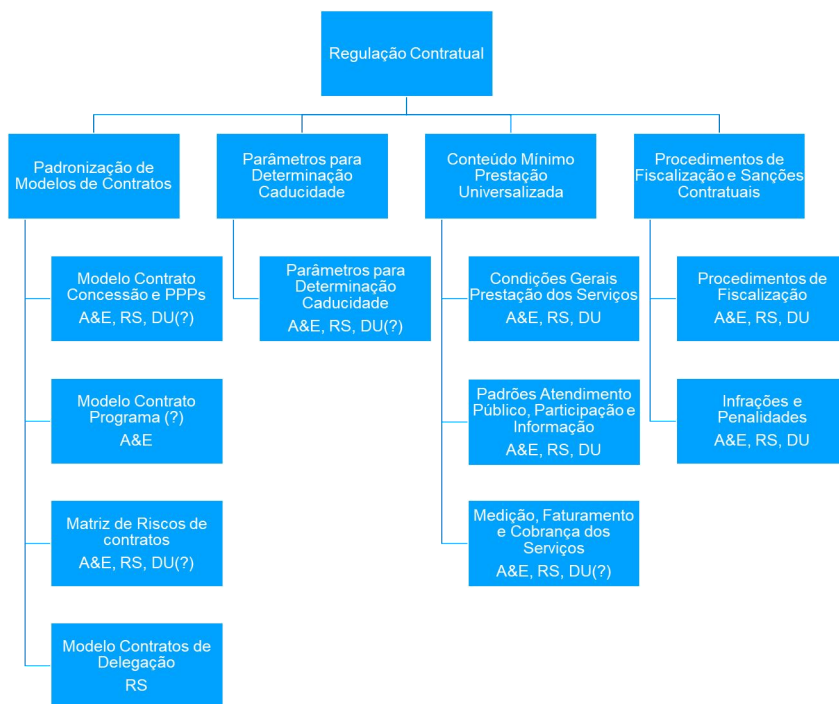 Regulação Contratual
Padronização de
Modelos de Contratos
Parâmetros para
Determinação
Caducidade
Conteúdo Mínimo
Prestação
Universalizada
Procedimentos de
Fiscalização e Sanções
Contratuais
Modelo Contrato
Concessão e PPPs
A&E, RS, DU(?)
Modelo Contrato
Programa (?)
A&E
Matriz de Riscos de
contratos
A&E, RS, DU(?)
Modelo Contratos de
Delegação
RS
Parâmetros para
Determinação
Caducidade
A&E, RS, DU(?)
Condições Gerais
Prestação dos Serviços
A&E, RS, DU
Padrões Atendimento
Público, Participação e
Informação
A&E, RS, DU
Medição, Faturamento
e Cobrança dos
Serviços
A&E, RS, DU(?)
Procedimentos de
Fiscalização
A&E, RS, DU
Infrações e
Penalidades
A&E, RS, DU